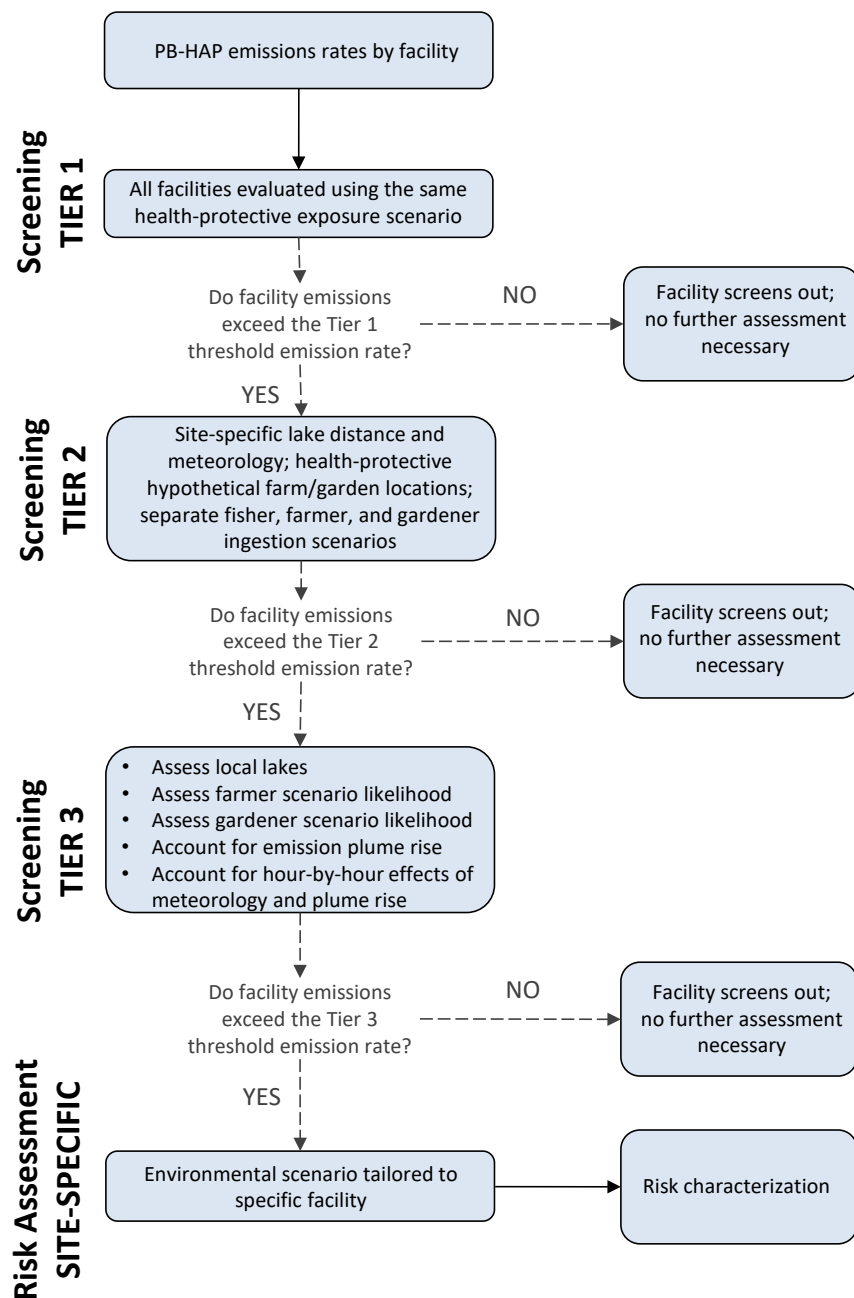 PB-HAP emissions rates by facility
Screening
TIER 1
All facilities evaluated using the same
health-protective exposure scenario
Do facility emissions
exceed the Tier 1
threshold emission rate?
NO
Facility screens out;
no further assessment
necessary
YES
Screening
TIER 2
Site-specific lake distance and
meteorology; health-protective
hypothetical farm/garden locations;
separate fisher, farmer, and gardener
ingestion scenarios
Do facility emissions
exceed the Tier 2
threshold emission rate?
NO
Facility screens out;
no further assessment
necessary
YES
Screening
TIER 3
• Assess local lakes
• Assess farmer scenario likelihood
• Assess gardener scenario likelihood
• Account for emission plume rise
• Account for hour-by-hour effects of
meteorology and plume rise
Do facility emissions
exceed the Tier 3
threshold emission rate?
NO
Facility screens out;
no further assessment
necessary
YES
Risk Assessment
SITE-SPECIFIC
Environmental scenario tailored to
specific facility
Risk characterization